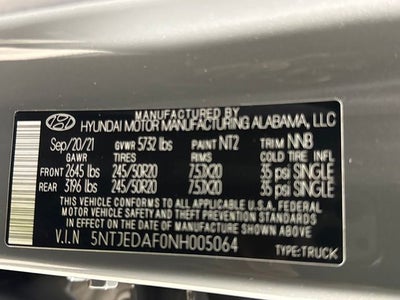 MANUFACTURED BY
HYUNDAI MOTOR MANUFACTURING ALABAMA, LLC
Sep/20/21 GVWR 5732 lbs PAINT NT2 TRIM NNB
GAWR TIRES RIMS COLD TIRE INFL
FRONT 2645 lbs 245/50R20 7.5JX20 35 psi SINGLE
REAR 3196 lbs 245/50R20 7.5JX20 35 psi SINGLE
THIS VEHICLE CONFORMS TO ALL APPLICABLE U.S. FEDERAL
MOTOR VEHICLE SAFETY STANDARDS IN EFFECT ON THE
DATE OF MANUFACTURE SHOWN ABOVE.
V.I.N 5NTJEDAF0NH005064 TYPE:TRUCK